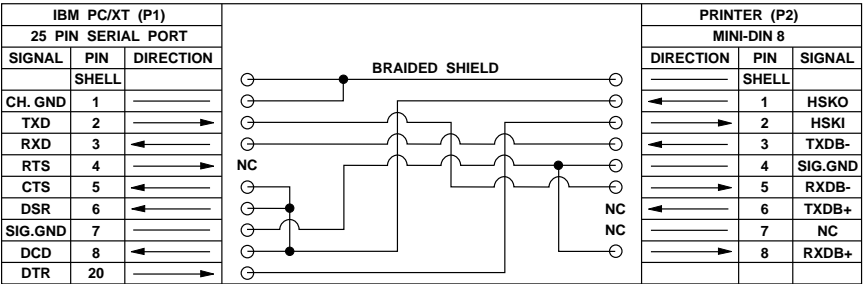 IBM PC/XT (P1)
25 PIN SERIAL PORT
SIGNAL PIN DIRECTION
SHELL
CH. GND 1
TXD 2
RXD 3
RTS 4
CTS 5
DSR 6
SIG.GND 7
DCD 8
DTR 20
BRAIDED SHIELD
NC
NC
NC
PRINTER (P2)
MINI-DIN 8
DIRECTION PIN SIGNAL
SHELL
1 HSKO
2 HSKI
3 TXDB-
4 SIG.GND
5 RXDB-
6 TXDB+
7 NC
8 RXDB+